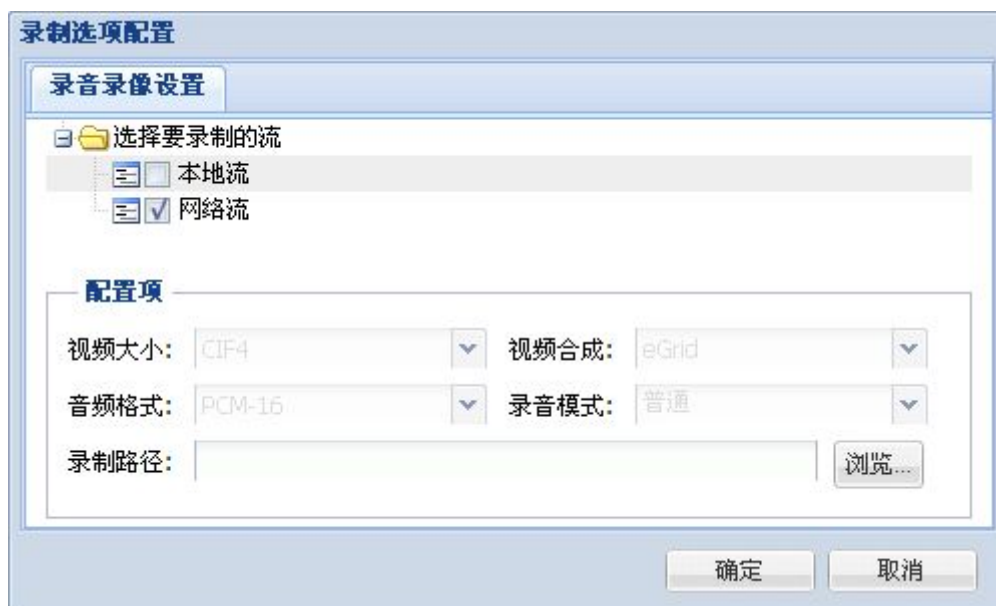 录制选项配置
录音录像设置
选择要录制的流
本地流
网络流
配置项
视频大小: CIF4 视频合成: eGrid
音频格式: PCM-16 录音模式: 普通
录制路径: 浏览...
确定 取消